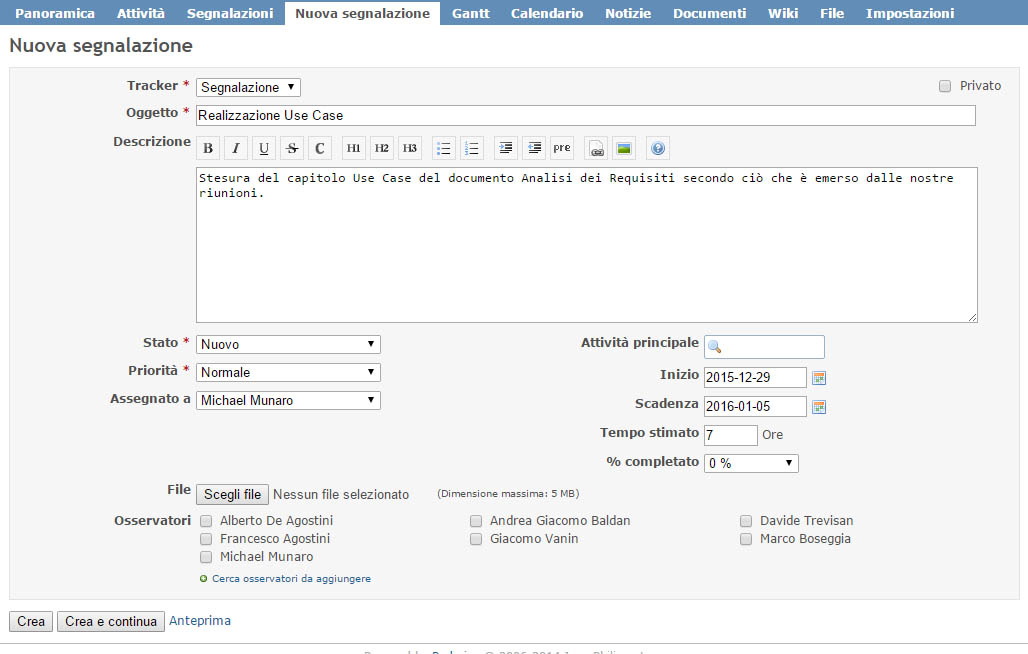 Panoramica Attività Segnalazioni Nuova segnalazione Gantt Calendario Notizie Documenti Wiki File Impostazioni
Nuova segnalazione
Tracker * Segnalazione Privato
Oggetto * Realizzazione Use Case
Descrizione B I U S C H1 H2 H3 pre
Stesura del capitolo Use Case del documento Analisi dei Requisiti secondo ciò che è emerso dalle nostre
riunioni.
Stato * Nuovo Attività principale
Priorità * Normale Inizio 2015-12-29
Assegnato a Michael Munaro Scadenza 2016-01-05
Tempo stimato 7 Ore
% completato 0 %
File Scegli file Nessun file selezionato (Dimensione massima: 5 MB)
Osservatori Alberto De Agostini Andrea Giacomo Baldan Davide Trevisan
Francesco Agostini Giacomo Vanin Marco Boseggia
Michael Munaro
Cerca osservatori da aggiungere
Crea Crea e continua Anteprima